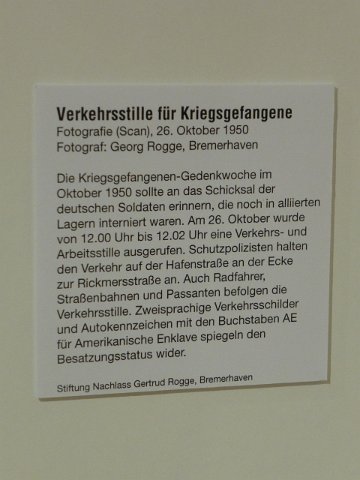 Verkehrsstille für Kriegsgefangene
Fotografie (Scan), 26. Oktober 1950
Fotograf: Georg Rogge, Bremerhaven
Die Kriegsgefangenen-Gedenkwoche im
Oktober 1950 sollte an das Schicksal der
deutschen Soldaten erinnern, die noch in alliierten
Lagern interniert waren. Am 26. Oktober wurde
von 12.00 Uhr bis 12.02 Uhr eine Verkehrs- und
Arbeitsstille ausgerufen. Schutzpolizisten halten
den Verkehr auf der Hafenstraße an der Ecke
zur Rickmersstraße an. Auch Radfahrer,
Straßenbahnen und Passanten befolgen die
Verkehrsstille. Zweisprachige Verkehrsschilder
und Autokennzeichen mit den Buchstaben AE
für Amerikanische Enklave spiegeln den
Besatzungsstatus wider.
Stiftung Nachlass Gertrud Rogge, Bremerhaven